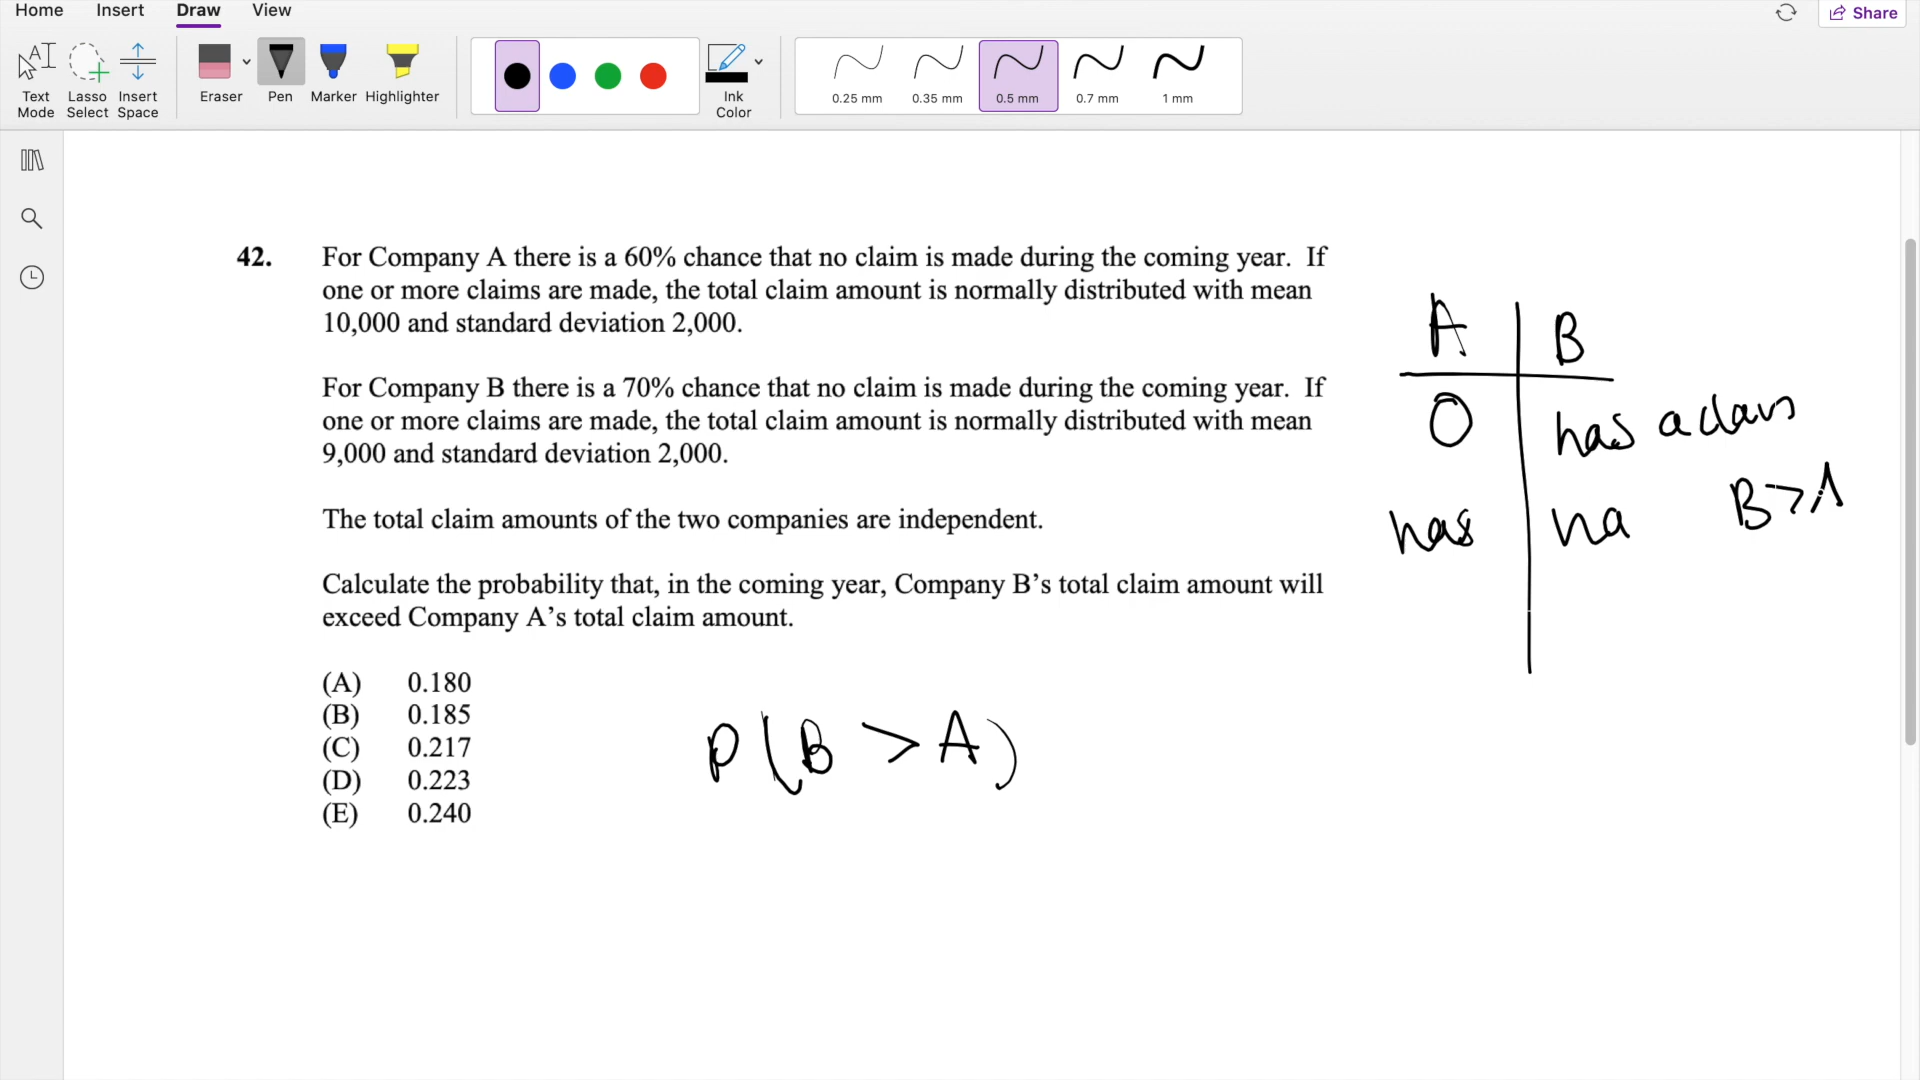 Home Insert Draw View Share
Text Mode Lasso Select Insert Space Eraser Pen Marker Highlighter Ink Color 0.25 mm 0.35 mm 0.5 mm 0.7 mm 1 mm
42. For Company A there is a 60% chance that no claim is made during the coming year. If
one or more claims are made, the total claim amount is normally distributed with mean
10,000 and standard deviation 2,000.
For Company B there is a 70% chance that no claim is made during the coming year. If
one or more claims are made, the total claim amount is normally distributed with mean
9,000 and standard deviation 2,000.
The total claim amounts of the two companies are independent.
Calculate the probability that, in the coming year, Company B’s total claim amount will
exceed Company A’s total claim amount.
(A) 0.180
(B) 0.185
(C) 0.217
(D) 0.223
(E) 0.240
P(B > A)
A B
0 has a
has ha
B > A